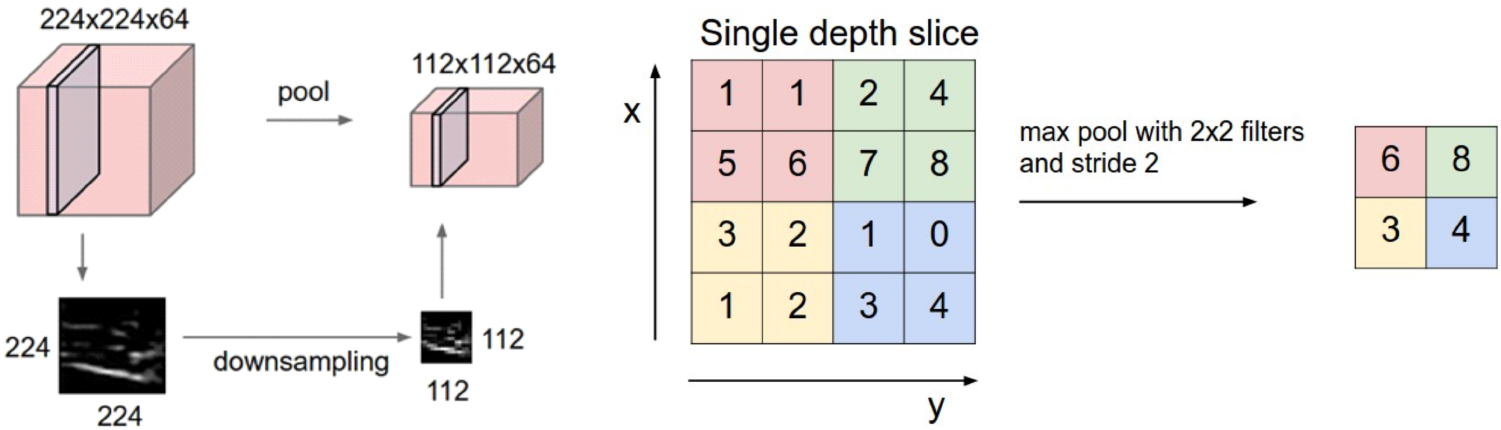 224x224x64
pool
112x112x64
224
224
downsampling
112
112
Single depth slice
x
1 1 2 4
5 6 7 8
3 2 1 0
1 2 3 4
y
max pool with 2x2 filters
and stride 2
6 8
3 4